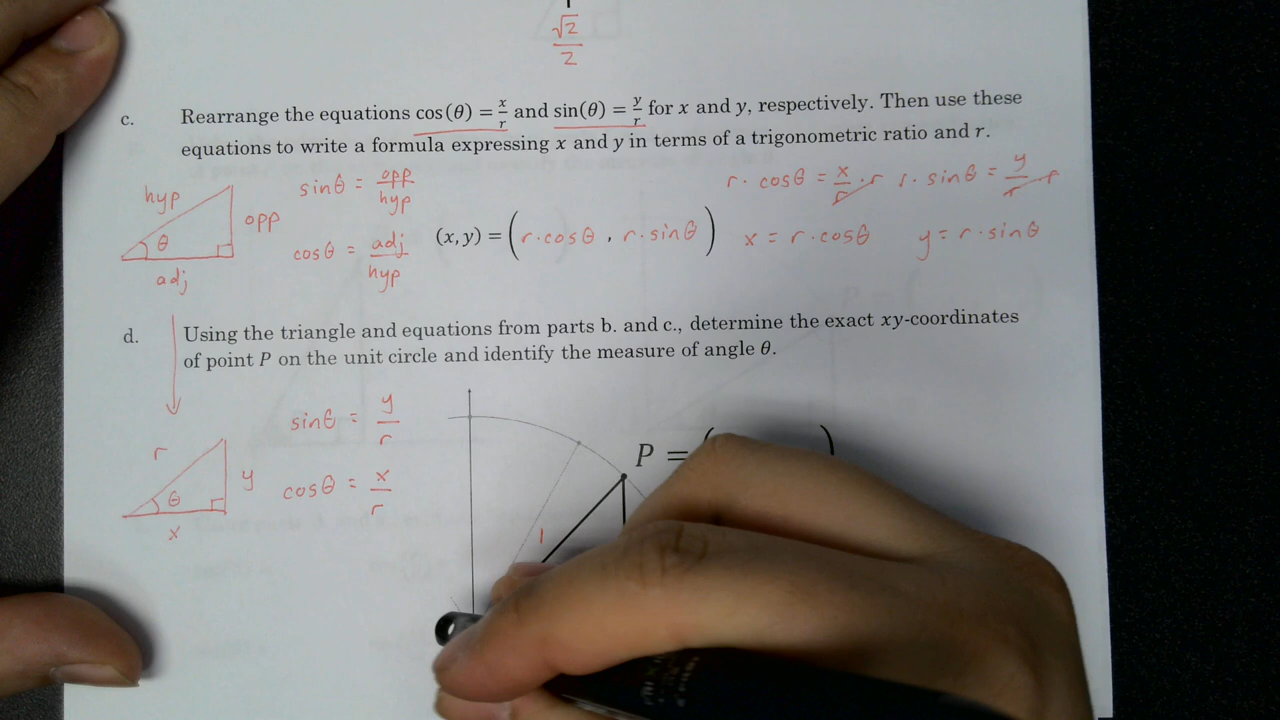 √2
2
c. Rearrange the equations cos(θ) = x/r and sin(θ) = y/r for x and y, respectively. Then use these
equations to write a formula expressing x and y in terms of a trigonometric ratio and r.
hyp
opp
θ
adj
sinθ = opp/hyp
cosθ = adj/hyp
(x, y) = (r·cosθ , r·sinθ)
r· cosθ = x/r · r
r· sinθ = y/r · r
x = r·cosθ
y = r·sinθ
d. Using the triangle and equations from parts b. and c., determine the exact xy-coordinates
of point P on the unit circle and identify the measure of angle θ.
r
y
θ
x
sinθ = y/r
cosθ = x/r
P = ( )
1